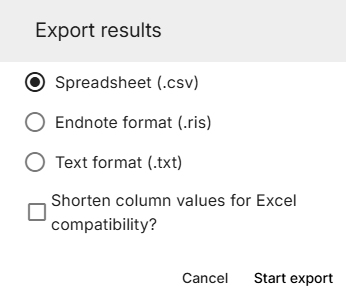 Export results
Spreadsheet (.csv)
Endnote format (.ris)
Text format (.txt)
Shorten column values for Excel
compatibility?
Cancel Start export